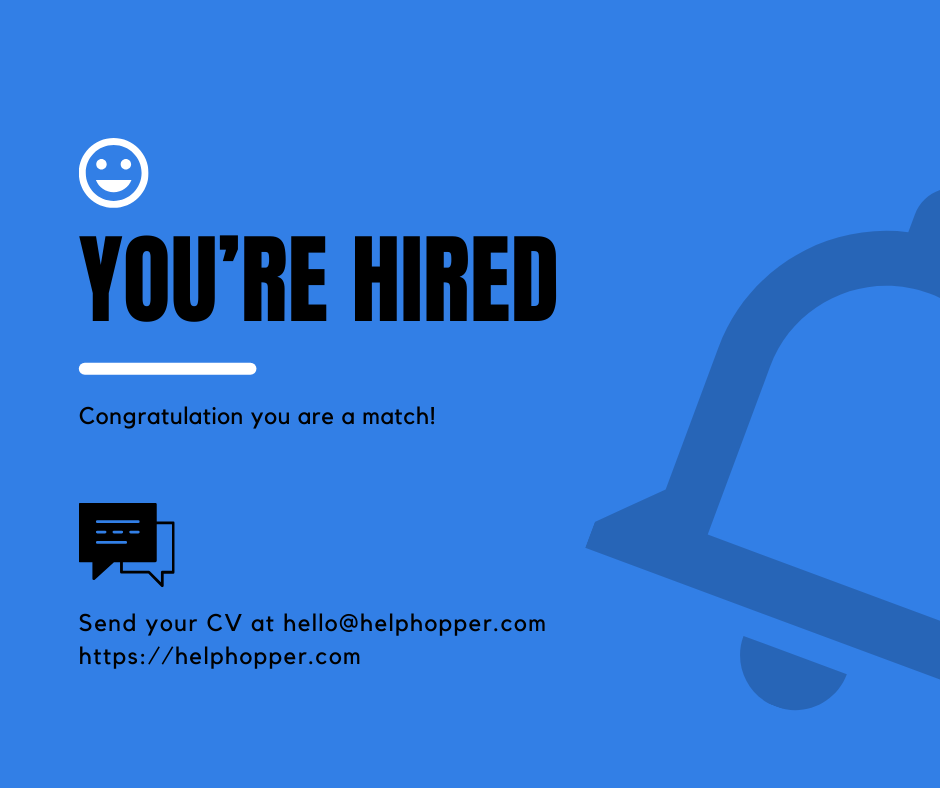 YOU’RE HIRED
Congratulation you are a match!
Send your CV at hello@helphopper.com
https://helphopper.com